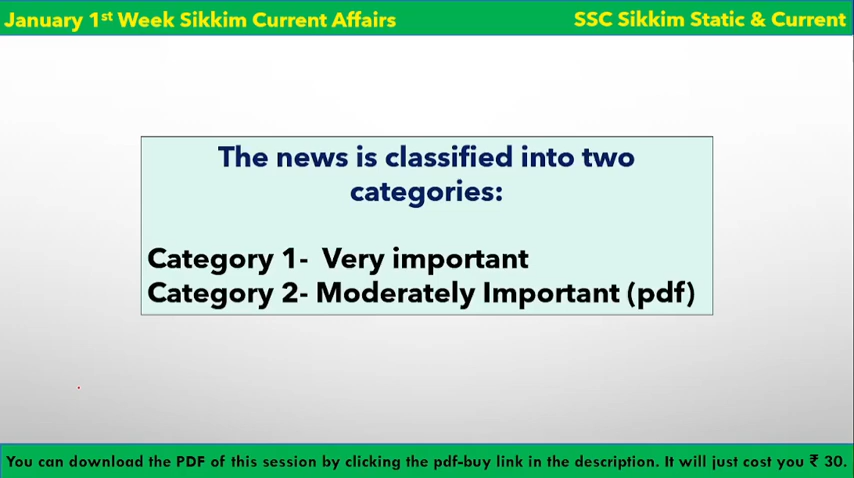 January 1st Week Sikkim Current Affairs
SSC Sikkim Static & Current
The news is classified into two
categories:
Category 1-  Very important
Category 2- Moderately Important (pdf)
You can download the PDF of this session by clicking the pdf-buy link in the description. It will just cost you ₹ 30.